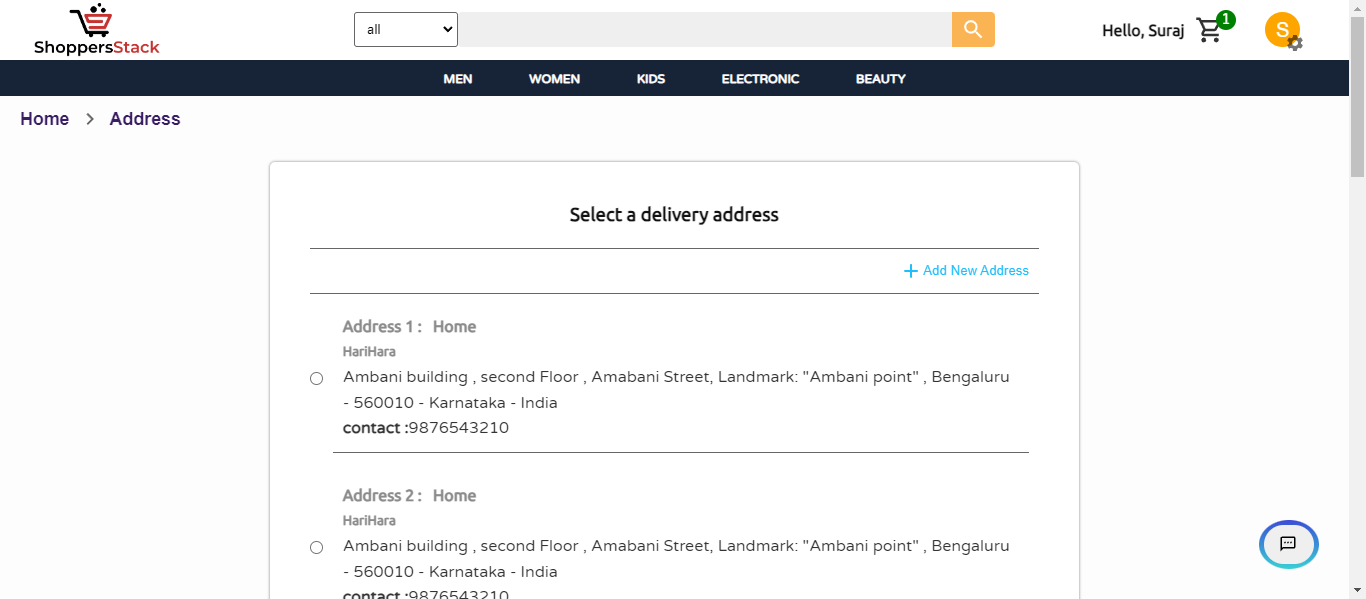 ShoppersStack
all
Hello, Suraj
1
S
MEN WOMEN KIDS ELECTRONIC BEAUTY
Home > Address
Select a delivery address
+ Add New Address
Address 1 : Home
HariHara
Ambani building , second Floor , Amabani Street, Landmark: "Ambani point" , Bengaluru
- 560010 - Karnataka - India
contact :9876543210
Address 2 : Home
HariHara
Ambani building , second Floor , Amabani Street, Landmark: "Ambani point" , Bengaluru
- 560010 - Karnataka - India
contact :9876543210